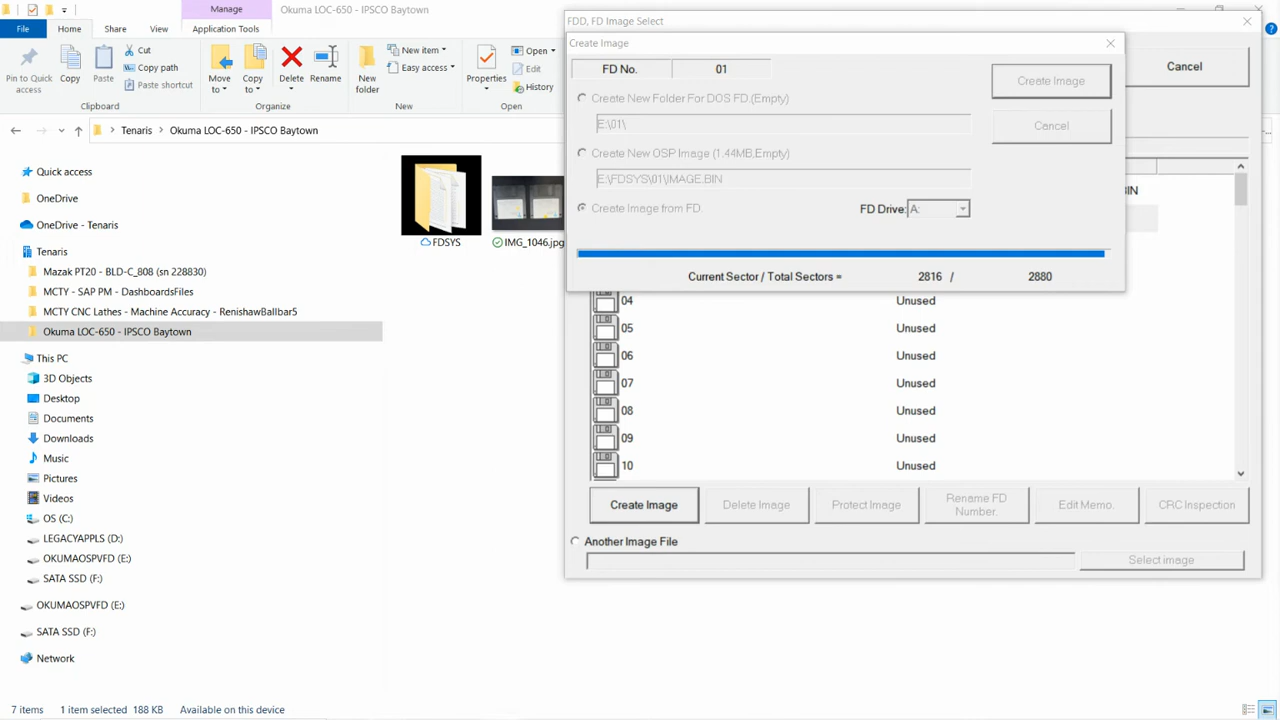 Manage
Okuma LOC-650 - IPSCO Baytown
File
Home
Share
View
Application Tools
Pin to Quick access
Copy
Paste
Cut
Copy path
Paste shortcut
Clipboard
Move to
Copy to
Delete
Rename
Organize
New folder
New item
Easy access
New
Properties
Open
Edit
History
Open
Tenaris
Okuma LOC-650 - IPSCO Baytown
Quick access
OneDrive
OneDrive - Tenaris
Tenaris
Mazak PT20 - BLD-C_808 (sn 228830)
MCTY - SAP PM - DashboardsFiles
MCTY CNC Lathes - Machine Accuracy - RenishawBallbar5
Okuma LOC-650 - IPSCO Baytown
This PC
3D Objects
Desktop
Documents
Downloads
Music
Pictures
Videos
OS (C:)
LEGACYAPPLS (D:)
OKUMAOSPVFD (E:)
SATA SSD (F:)
OKUMAOSPVFD (E:)
SATA SSD (F:)
Network
7 items
1 item selected 188 KB
Available on this device
FDSYS
IMG_1046.jpg
FDD, FD Image Select
Cancel
Create Image
FD No.
01
Create Image
Cancel
Create New Folder For DOS FD.(Empty)
E:\01\
Create New OSP Image (1.44MB,Empty)
E:\FDSYS\01\IMAGE.BIN
Create Image from FD
FD Drive:
A:
Current Sector / Total Sectors = 2816 / 2880
04 Unused
05 Unused
06 Unused
07 Unused
08 Unused
09 Unused
10 Unused
Create Image
Delete Image
Protect Image
Rename FD Number.
Edit Memo.
CRC Inspection
Another Image File
Select image